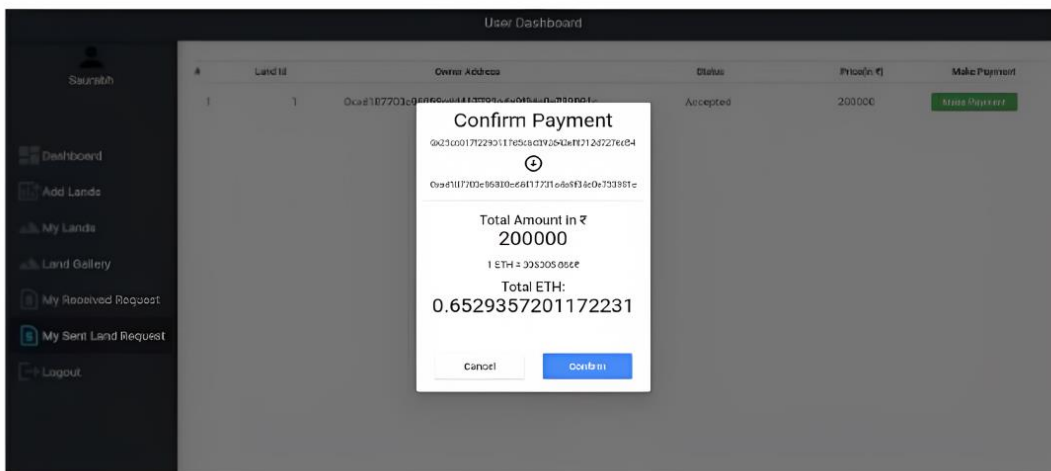 User Dashboard
Saurabh
# Land Id Owner Address Status Price(in ₹) Make Payment
1 1 Accepted 200000 Make Payment
Confirm Payment
Total Amount in ₹
200000
1 ETH =
Total ETH:
0.6529357201172231
Cancel Confirm
Dashboard
Add Lands
My Lands
Land Gallery
My Received Request
My Sent Land Request
Logout